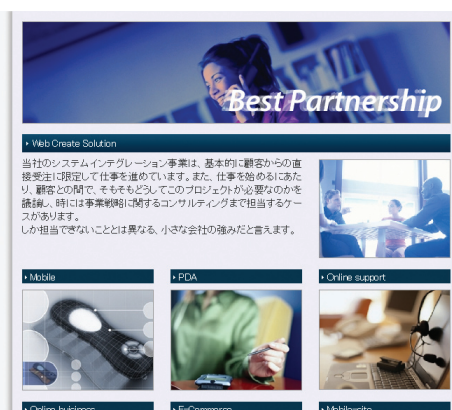 Best Partnership
Web Create Solution
当社のシステムインテグレーション事業は、基本的に顧客からの直
接受注に限定して仕事を進めています。また、仕事を始めるにあた
り、顧客との間で、そもそもどうしてこのプロジェクトが必要なのかを
議論し、時には事業戦略に関するコンサルティングまで担当するケー
スがあります。
しか担当できないこととは異なる、小さな会社の強みだと言えます。
Mobile
PDA
Online support
Online buisiness
E-Commerce
Mobile site